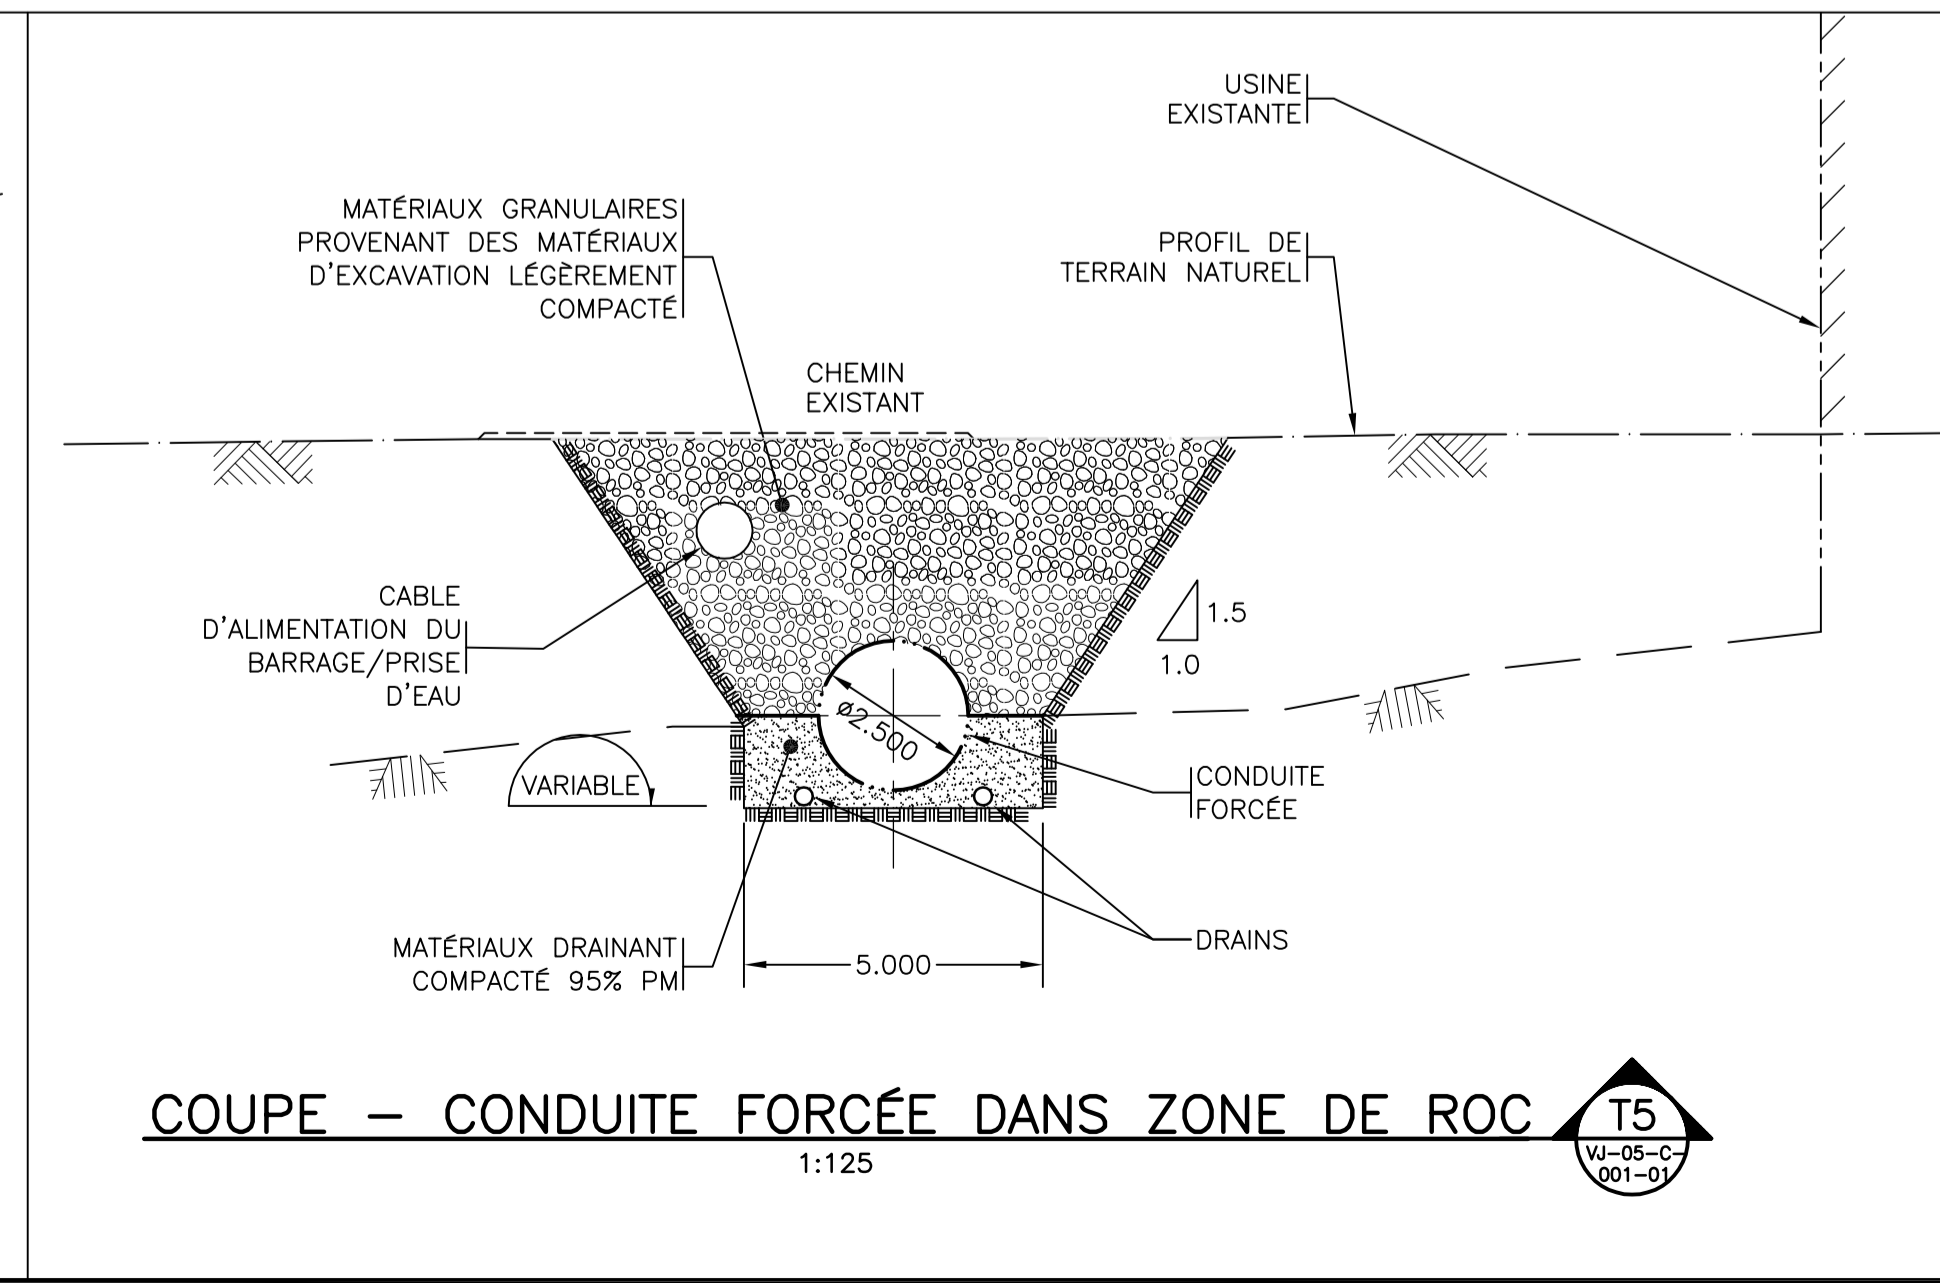 USINE
EXISTANTE
MATÉRIAUX GRANULAIRES
PROVENANT DES MATÉRIAUX
D'EXCAVATION LÉGÈREMENT
COMPACTÉ
PROFIL DE
TERRAIN NATUREL
CHEMIN
EXISTANT
CABLE
D'ALIMENTATION DU
BARRAGE/PRISE
D'EAU
1.5
1.0
ø2.500
VARIABLE
CONDUITE
FORCÉE
MATÉRIAUX DRAINANT
COMPACTÉ 95% PM
DRAINS
5.000
COUPE – CONDUITE FORCÉE DANS ZONE DE ROC
1:125
T5
VJ-05-C-
001-01